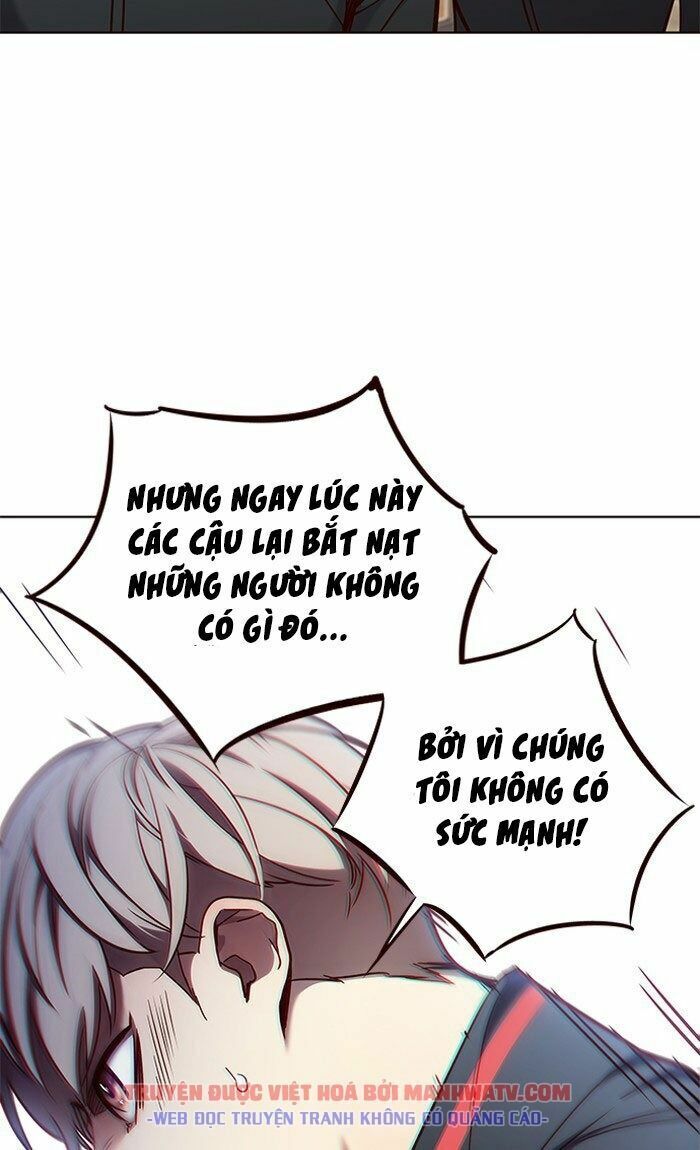 NHƯNG NGAY LÚC NÀY
CÁC CẬU LẠI BẮT NẠT
NHỮNG NGƯỜI KHÔNG
CÓ GÌ ĐÓ...
BỞI VÌ CHÚNG
TÔI KHÔNG CÓ
SỨC MẠNH!
TRUYỆN ĐƯỢC VIỆT HOÁ BỞI MANHWATV.COM
-WEB ĐỌC TRUYỆN TRANH KHÔNG CÓ QUẢNG CÁO-